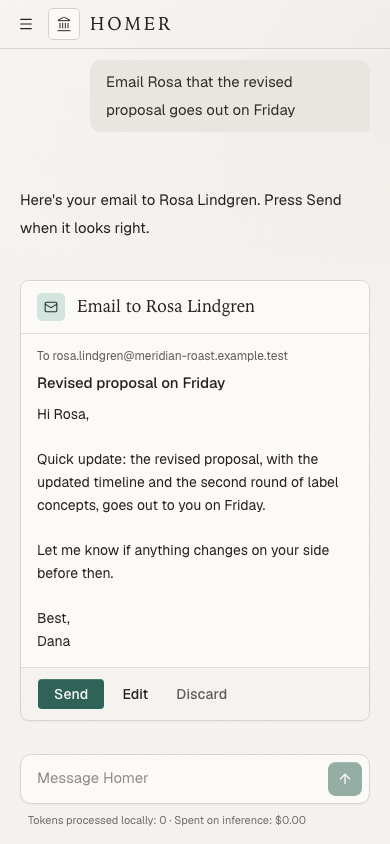 HOMER
Email Rosa that the revised
proposal goes out on Friday
Here's your email to Rosa Lindgren. Press Send
when it looks right.
Email to Rosa Lindgren
To rosa.lindgren@meridian-roast.example.test
Revised proposal on Friday
Hi Rosa,
Quick update: the revised proposal, with the
updated timeline and the second round of label
concepts, goes out to you on Friday.
Let me know if anything changes on your side
before then.
Best,
Dana
Send Edit Discard
Message Homer
Tokens processed locally: 0 · Spent on inference: $0.00